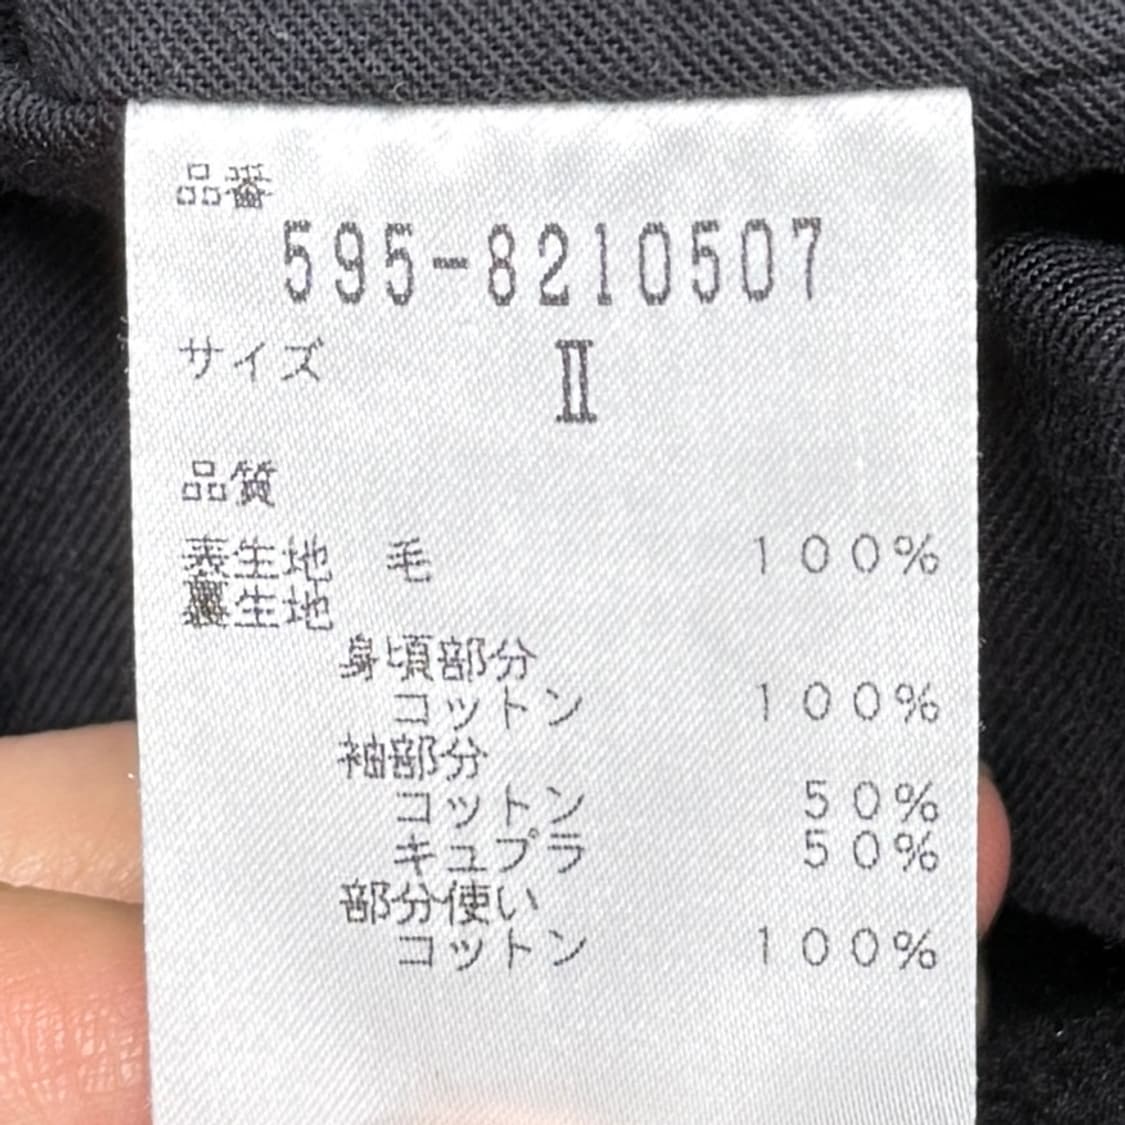 品番
595-8210507
サイズ Ⅱ
品質
表生地 毛 100%
裏生地
身頃部分
コットン 100%
袖部分
コットン 50%
キュプラ 50%
部分使い
コットン 100%